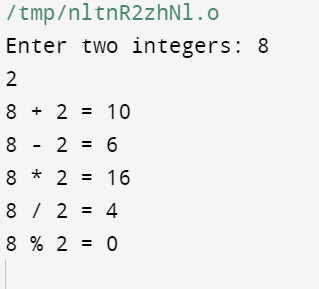 /tmp/nltnR2zhNl.o
Enter two integers: 8
2
8 + 2 = 10
8 - 2 = 6
8 * 2 = 16
8 / 2 = 4
8 % 2 = 0